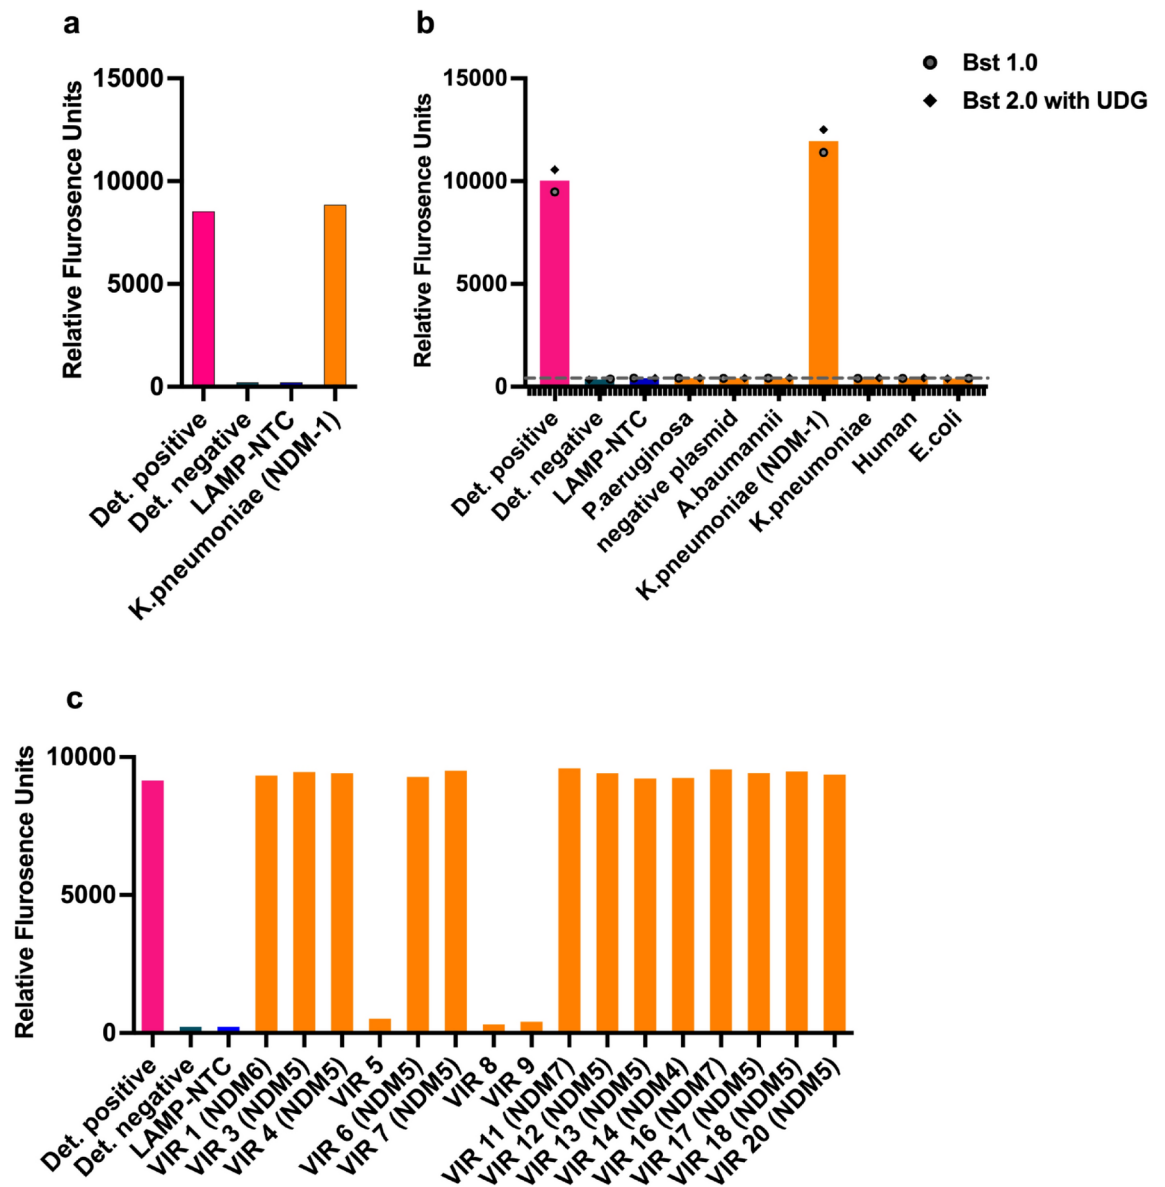 a
Relative Flurosence Units
15000
10000
5000
0
Det. positive
Det. negative
LAMP-NTC
K.pneumoniae (NDM-1)
b
Bst 1.0
Bst 2.0 with UDG
Relative Flurosence Units
15000
10000
5000
0
Det. positive
Det. negative
LAMP-NTC
P.aeruginosa
negative plasmid
A.baumannii
K.pneumoniae (NDM-1)
K.pneumoniae
Human
E.coli
c
Relative Flurosence Units
10000
5000
0
Det. positive
Det. negative
LAMP-NTC
VIR 1 (NDM6)
VIR 3 (NDM5)
VIR 4 (NDM5)
VIR 5
VIR 6 (NDM5)
VIR 7 (NDM5)
VIR 8
VIR 9
VIR 11 (NDM7)
VIR 12 (NDM5)
VIR 13 (NDM5)
VIR 14 (NDM4)
VIR 16 (NDM7)
VIR 17 (NDM5)
VIR 18 (NDM5)
VIR 20 (NDM5)